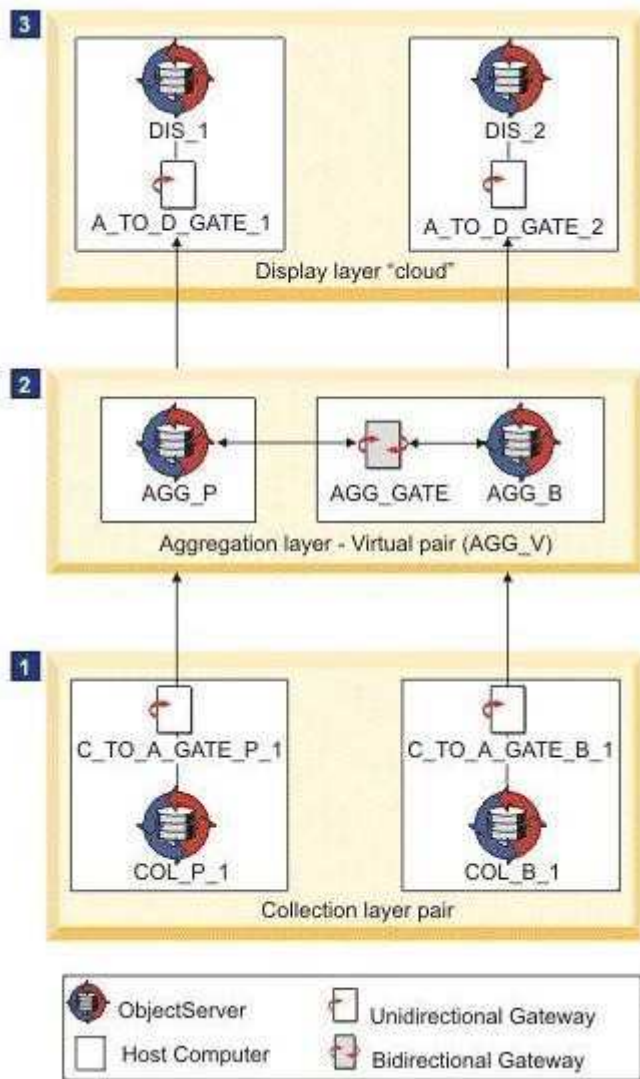 3
DIS_1
DIS_2
A_TO_D_GATE_1
A_TO_D_GATE_2
Display layer “cloud”
2
AGG_P
AGG_GATE
AGG_B
Aggregation layer - Virtual pair (AGG_V)
1
C_TO_A_GATE_P_1
C_TO_A_GATE_B_1
COL_P_1
COL_B_1
Collection layer pair
ObjectServer
Unidirectional Gateway
Host Computer
Bidirectional Gateway